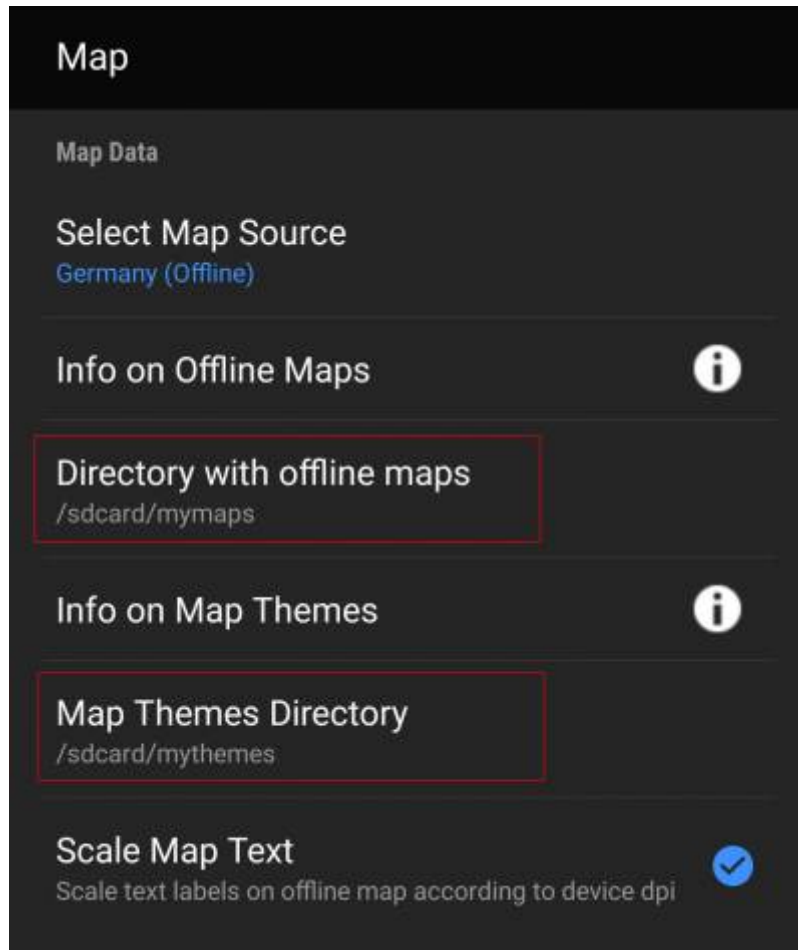 Map
Map Data
Select Map Source
Germany (Offline)
Info on Offline Maps
Directory with offline maps
/sdcard/mymaps
Info on Map Themes
Map Themes Directory
/sdcard/mythemes
Scale Map Text
Scale text labels on offline map according to device dpi